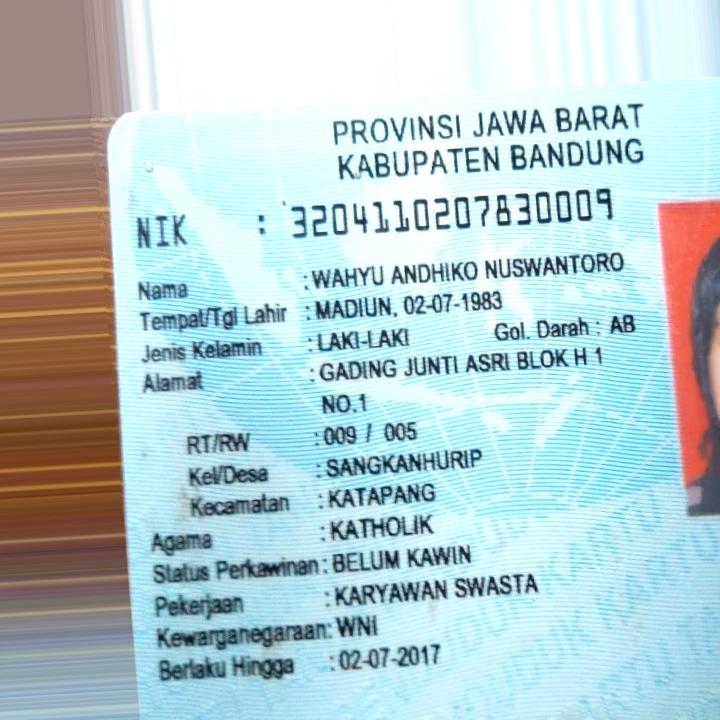 PROVINSI JAWA BARAT
KABUPATEN BANDUNG
NIK : 3204110207830009
Nama : WAHYU ANDHIKO NUSWANTORO
Tempat/Tgl Lahir : MADIUN, 02-07-1983
Jenis Kelamin : LAKI-LAKI Gol. Darah : AB
Alamat : GADING JUNTI ASRI BLOK H 1
NO.1
RT/RW : 009 / 005
Kel/Desa : SANGKANHURIP
Kecamatan : KATAPANG
Agama : KATHOLIK
Status Perkawinan : BELUM KAWIN
Pekerjaan : KARYAWAN SWASTA
Kewarganegaraan : WNI
Berlaku Hingga : 02-07-2017